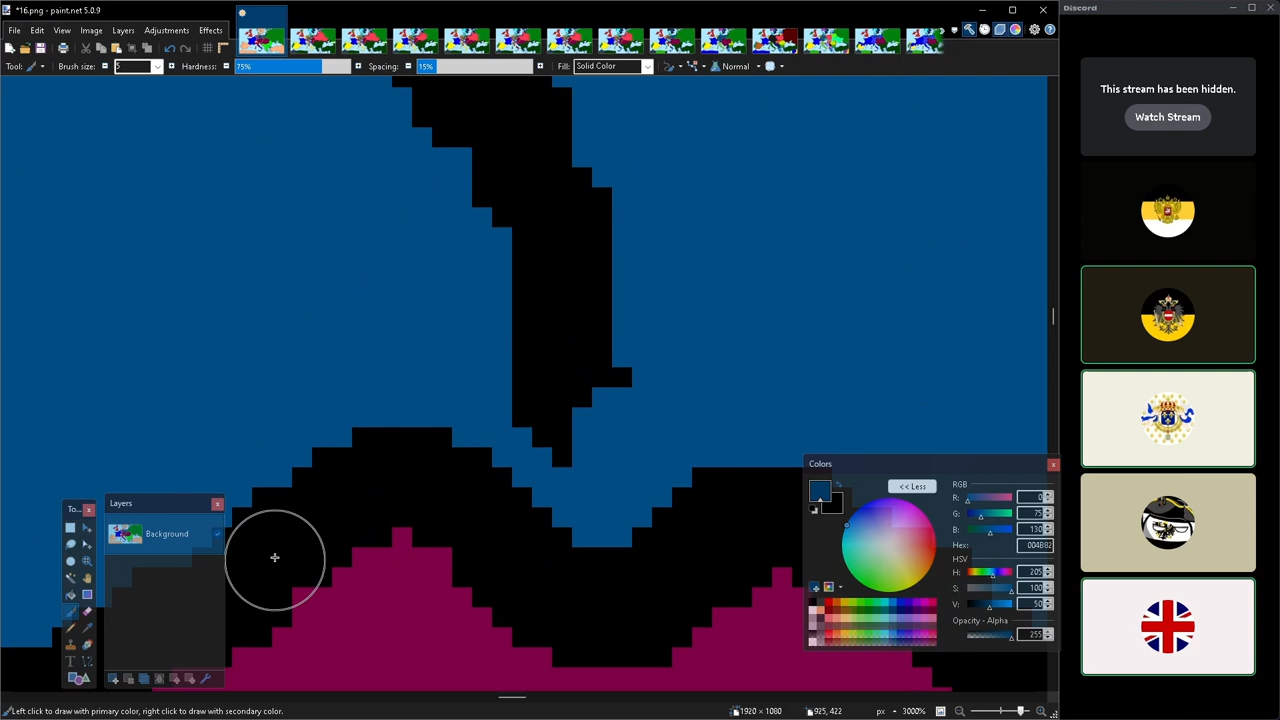 *16.png - paint.net 5.0.9
Discord
File Edit View Image Layers Adjustments Effects
Tool: Brush size: 5 Hardness: 75% Spacing: 15% Fill: Solid Color Normal
This stream has been hidden.
Watch Stream
Colors
<< Less
RGB
R: 0
G: 75
B: 130
Hex: 004B82
HSV
H: 205
S: 100
V: 50
Opacity - Alpha
255
To...
Layers
Background
Left click to draw with primary color, right click to draw with secondary color.
1920 × 1080
925, 422
px
3000%